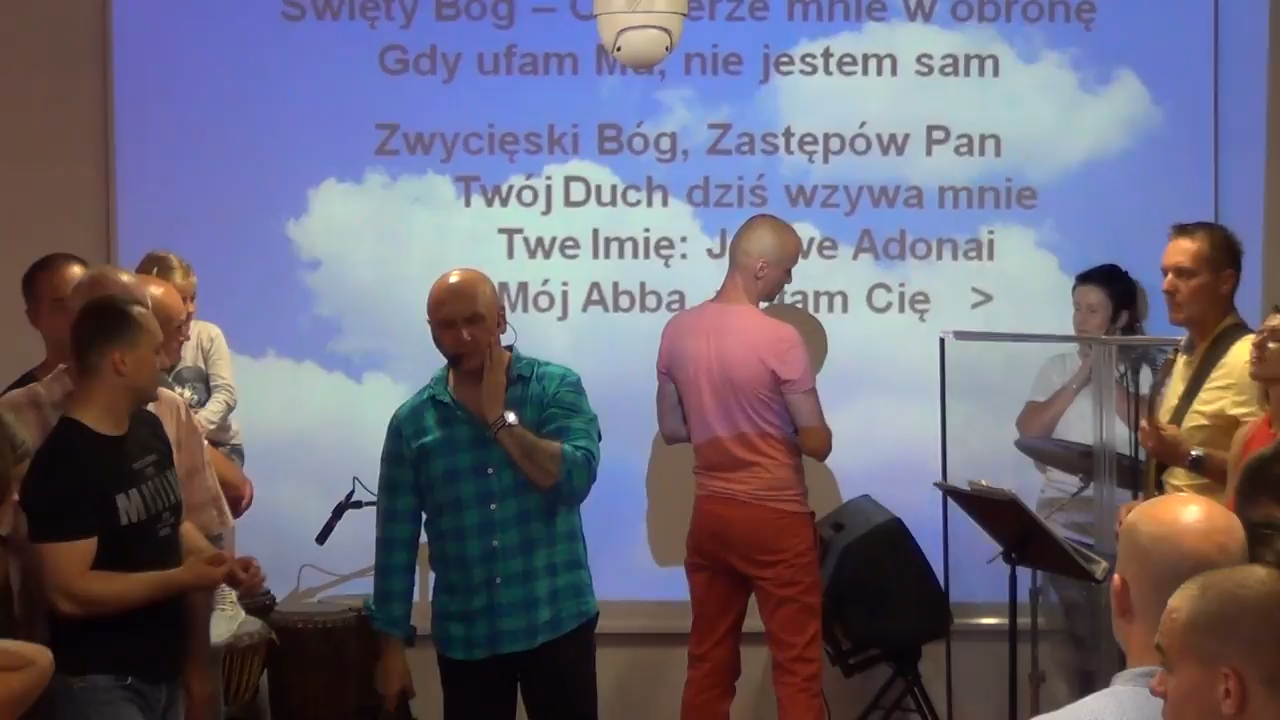 Święty Bóg – mnie w obronę
Gdy ufam Mu, nie jestem sam
Zwycięski Bóg, Zastępów Pan
Twój Duch dziś wzywa mnie
Twe Imię: Adonai
Mój Abba, Cię >